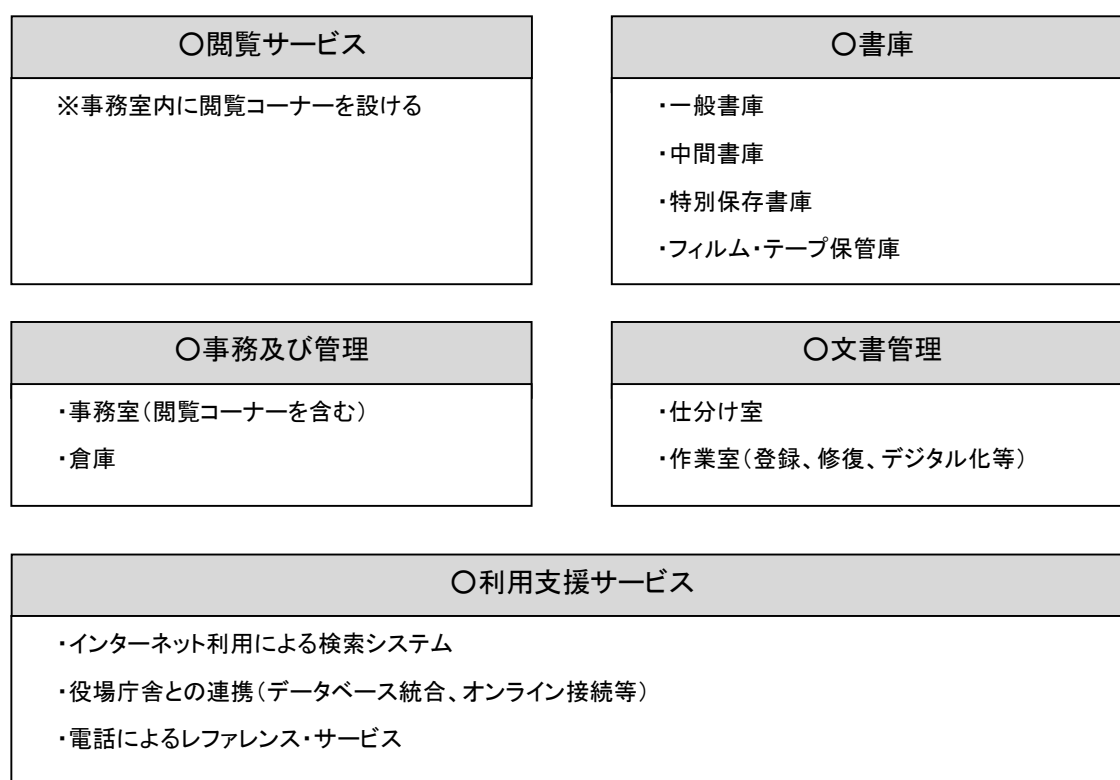 〇閲覧サービス
※事務室内に閲覧コーナーを設ける
〇書庫
・一般書庫
・中間書庫
・特別保存書庫
・フィルム・テープ保管庫
〇事務及び管理
・事務室（閲覧コーナーを含む）
・倉庫
〇文書管理
・仕分け室
・作業室（登録、修復、デジタル化等）
〇利用支援サービス
・インターネット利用による検索システム
・役場庁舎との連携（データベース統合、オンライン接続等）
・電話によるレファレンス・サービス